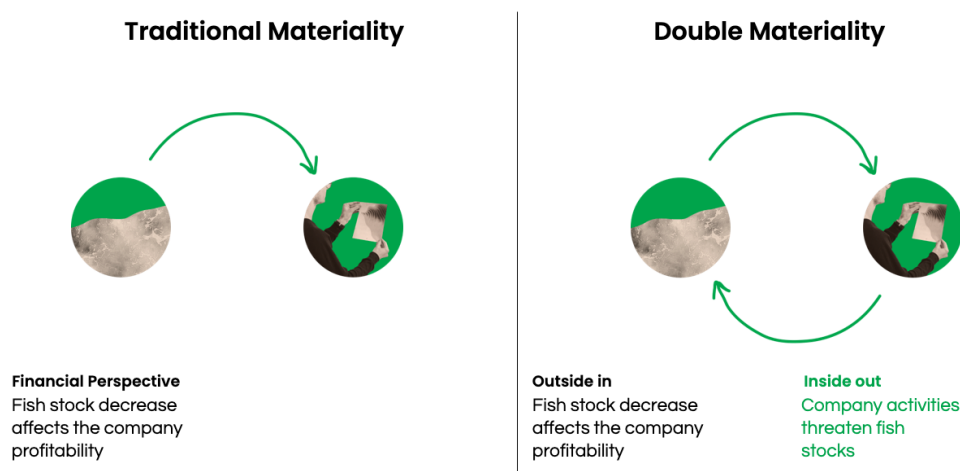 Traditional Materiality
Financial Perspective
Fish stock decrease
affects the company
profitability
Double Materiality
Outside in
Fish stock decrease
affects the company
profitability
Inside out
Company activities
threaten fish
stocks